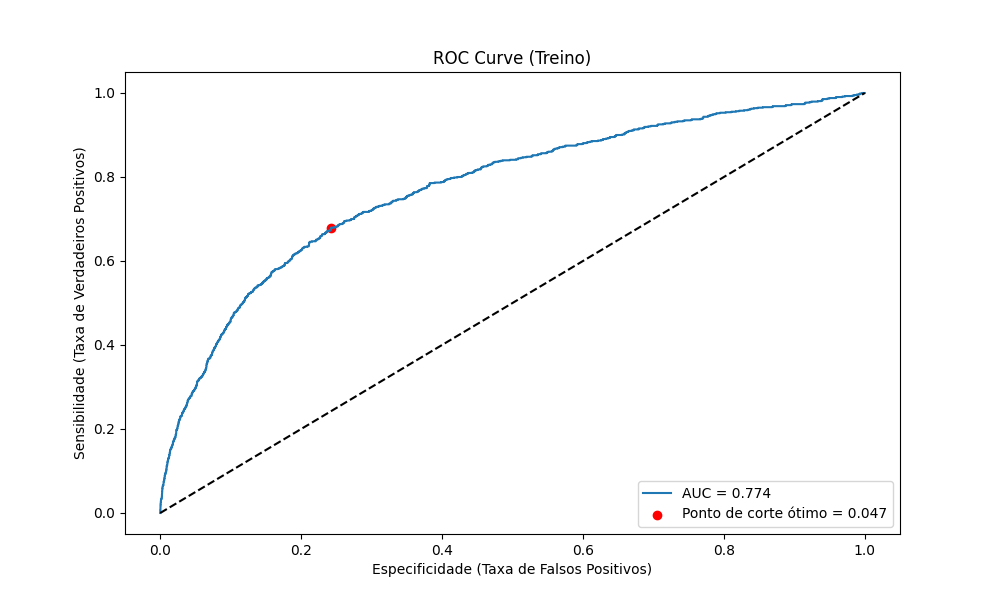 ROC Curve (Treino)
Sensibilidade (Taxa de Verdadeiros Positivos)
1.0
0.8
0.6
0.4
0.2
0.0
AUC = 0.774
Ponto de corte ótimo = 0.047
0.0 0.2 0.4 0.6 0.8 1.0
Especificidade (Taxa de Falsos Positivos)